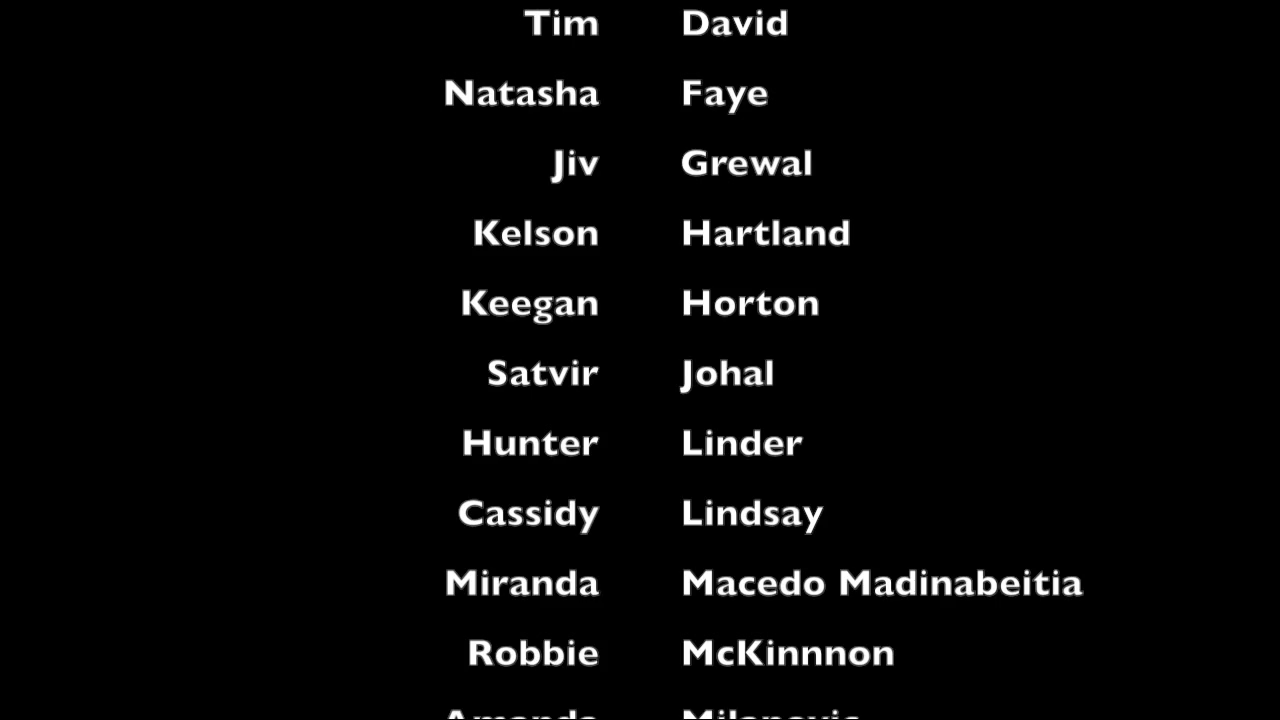 Tim David
Natasha Faye
Jiv Grewal
Kelson Hartland
Keegan Horton
Satvir Johal
Hunter Linder
Cassidy Lindsay
Miranda Macedo Madinabeitia
Robbie McKinnnon